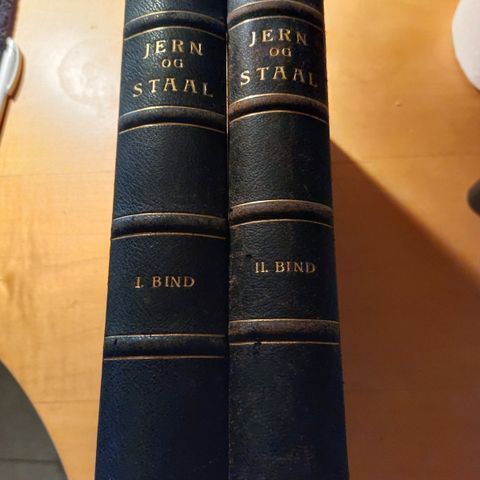 JERN
OG
STAAL
I. BIND
JERN
OG
STAAL
II. BIND